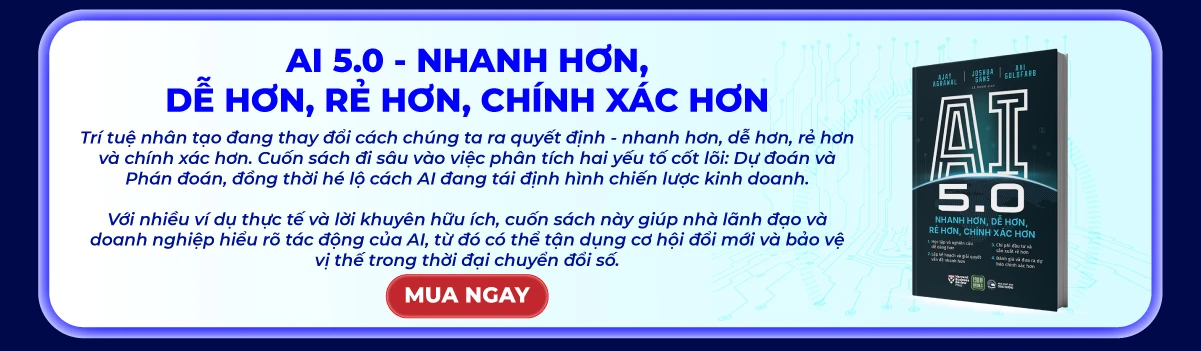 AI 5.0 - NHANH HƠN,
DỄ HƠN, RẺ HƠN, CHÍNH XÁC HƠN
Trí tuệ nhân tạo đang thay đổi cách chúng ta ra quyết định - nhanh hơn, dễ hơn, rẻ hơn
và chính xác hơn. Cuốn sách đi sâu vào việc phân tích hai yếu tố cốt lõi: Dự đoán và
Phán đoán, đồng thời hé lộ cách AI đang tái định hình chiến lược kinh doanh.
Với nhiều ví dụ thực tế và lời khuyên hữu ích, cuốn sách này giúp nhà lãnh đạo và
doanh nghiệp hiểu rõ tác động của AI, từ đó có thể tận dụng cơ hội đổi mới và bảo vệ
vị thế trong thời đại chuyển đổi số.
MUA NGAY
AJAY AGRAWAL
JOSHUA GANS
AVI GOLDFARB
AI
5.0
NHANH HƠN, DỄ HƠN,
RẺ HƠN, CHÍNH XÁC HƠN